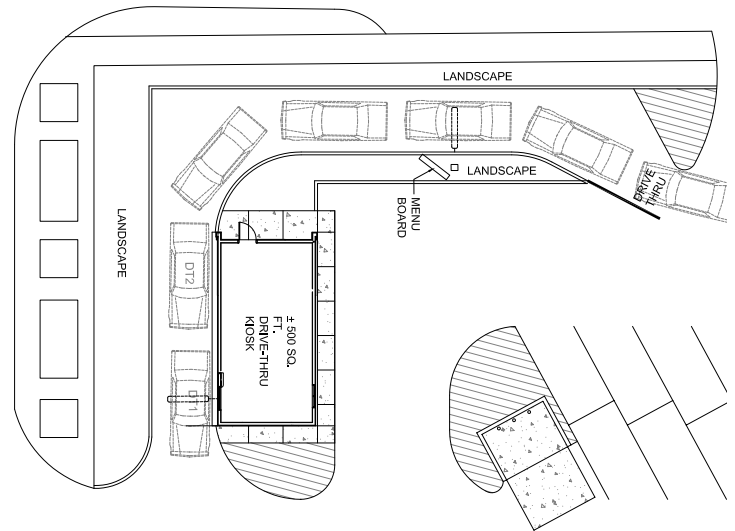 LANDSCAPE
LANDSCAPE
DRIVE
THRU
MENU
BOARD
LANDSCAPE
DT2
± 500 SQ.
FT.
DRIVE-THRU
KIOSK
DT1